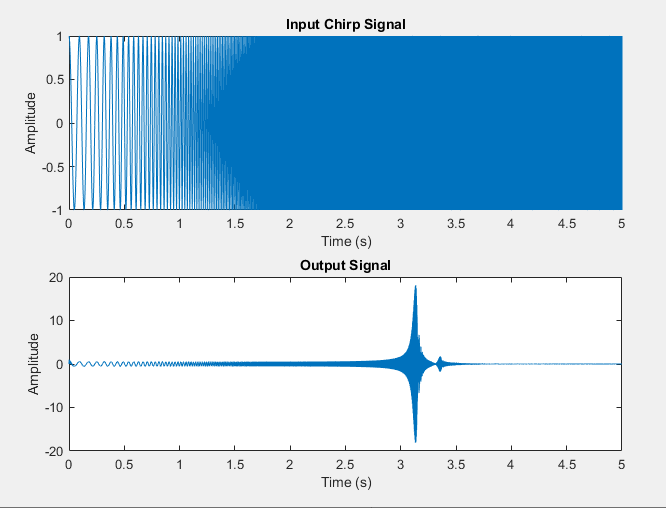 Input Chirp Signal
1
0.5
0
-0.5
-1
Amplitude
0 0.5 1 1.5 2 2.5 3 3.5 4 4.5 5
Time (s)
Output Signal
20
10
0
-10
-20
Amplitude
0 0.5 1 1.5 2 2.5 3 3.5 4 4.5 5
Time (s)